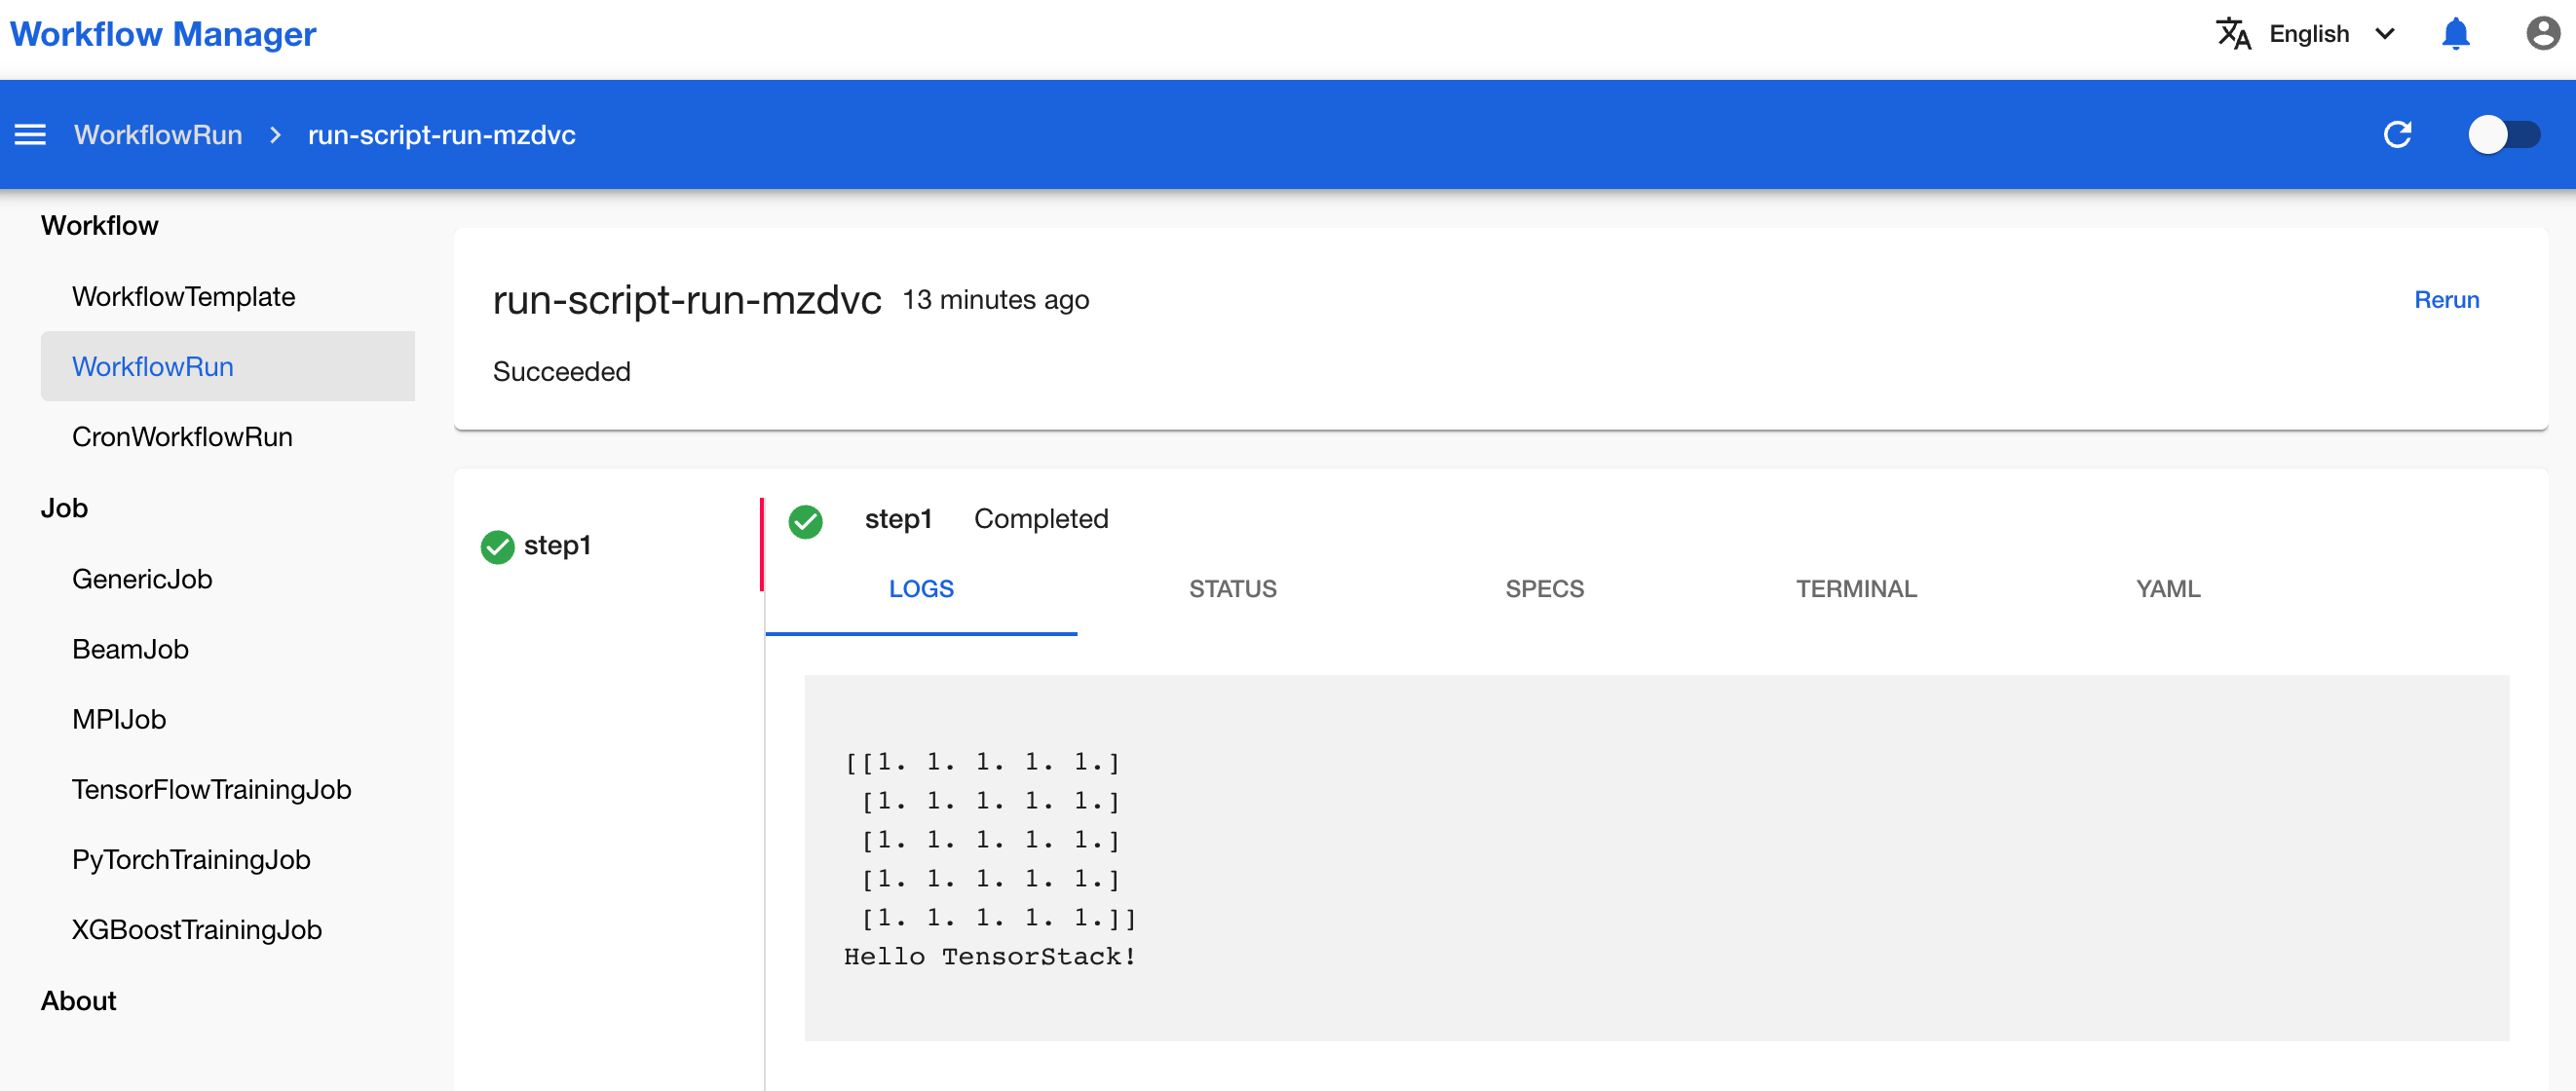 Workflow Manager
English
WorkflowRun > run-script-run-mzdvc
Workflow
WorkflowTemplate
WorkflowRun
CronWorkflowRun
Job
GenericJob
BeamJob
MPIJob
TensorFlowTrainingJob
PyTorchTrainingJob
XGBoostTrainingJob
About
run-script-run-mzdvc 13 minutes ago
Rerun
Succeeded
step1
step1 Completed
LOGS STATUS SPECS TERMINAL YAML
[[1. 1. 1. 1. 1.]
 [1. 1. 1. 1. 1.]
 [1. 1. 1. 1. 1.]
 [1. 1. 1. 1. 1.]
 [1. 1. 1. 1. 1.]]
Hello TensorStack!